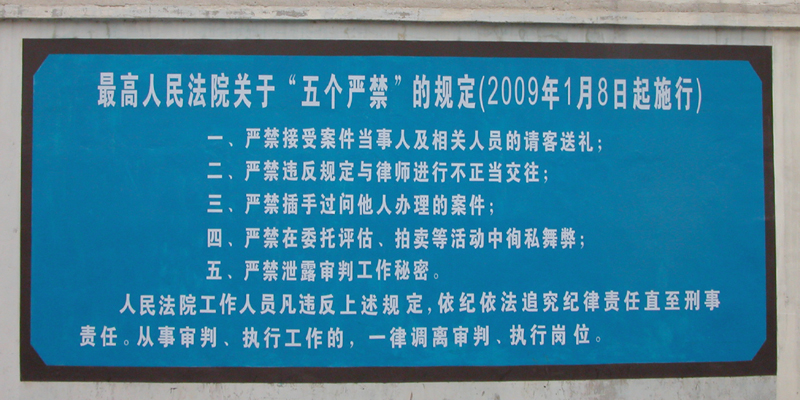 最高人民法院关于“五个严禁”的规定(2009年1月8日起施行)
一、严禁接受案件当事人及相关人员的请客送礼；
二、严禁违反规定与律师进行不正当交往；
三、严禁插手过问他人办理的案件；
四、严禁在委托评估、拍卖等活动中徇私舞弊；
五、严禁泄露审判工作秘密。
人民法院工作人员凡违反上述规定，依纪依法追究纪律责任直至刑事
责任。从事审判、执行工作的，一律调离审判、执行岗位。